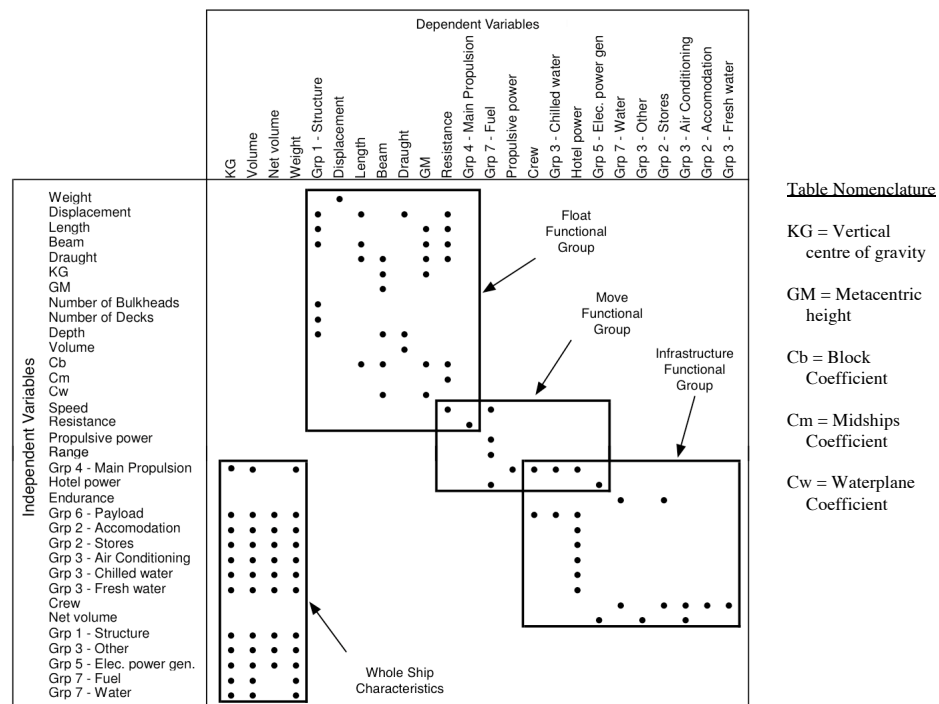 Dependent Variables
KG
Volume
Net volume
Weight
Grp 1 - Structure
Displacement
Length
Beam
Draught
GM
Resistance
Grp 4 - Main Propulsion
Grp 7 - Fuel
Propulsive power
Crew
Grp 3 - Chilled water
Hotel power
Grp 5 - Elec. power gen
Grp 7 - Water
Grp 3 - Other
Grp 2 - Stores
Grp 3 - Air Conditioning
Grp 2 - Accomodation
Grp 3 - Fresh water
Independent Variables
Weight
Displacement
Length
Beam
Draught
KG
GM
Number of Bulkheads
Number of Decks
Depth
Volume
Cb
Cm
Cw
Speed
Resistance
Propulsive power
Range
Grp 4 - Main Propulsion
Hotel power
Endurance
Grp 6 - Payload
Grp 2 - Accomodation
Grp 2 - Stores
Grp 3 - Air Conditioning
Grp 3 - Chilled water
Grp 3 - Fresh water
Crew
Net volume
Grp 1 - Structure
Grp 3 - Other
Grp 5 - Elec. power gen.
Grp 7 - Fuel
Grp 7 - Water
Float
Functional
Group
Move
Functional
Group
Infrastructure
Functional
Group
Whole Ship
Characteristics
Table Nomenclature
KG = Vertical
centre of gravity
GM = Metacentric
height
Cb = Block
Coefficient
Cm = Midships
Coefficient
Cw = Waterplane
Coefficient